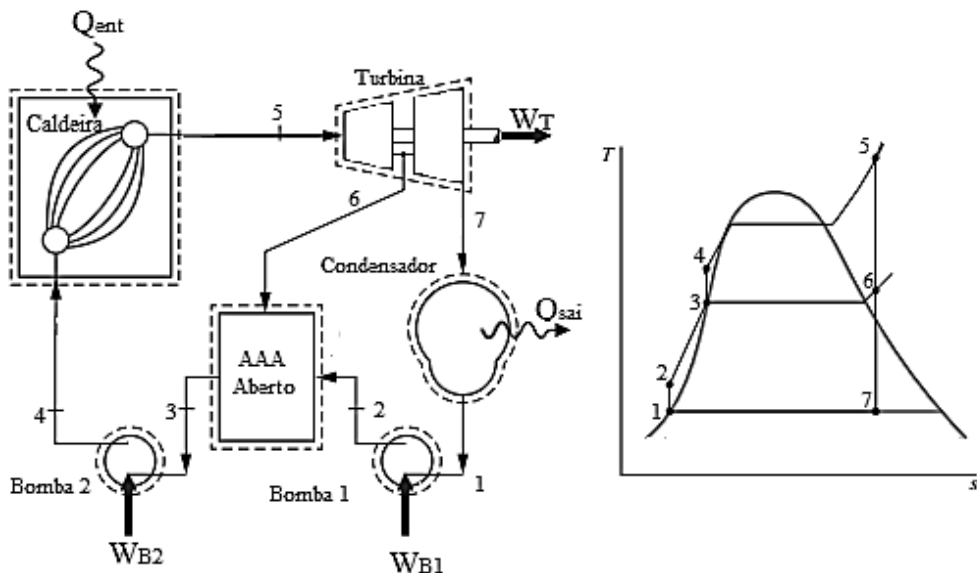 Qent
Caldeira
5
Turbina
WT
6
7
Condensador
Qsai
AAA
Aberto
4
3
2
1
Bomba 2
Bomba 1
WB2
WB1
T
5
4
6
3
2
1
7
s